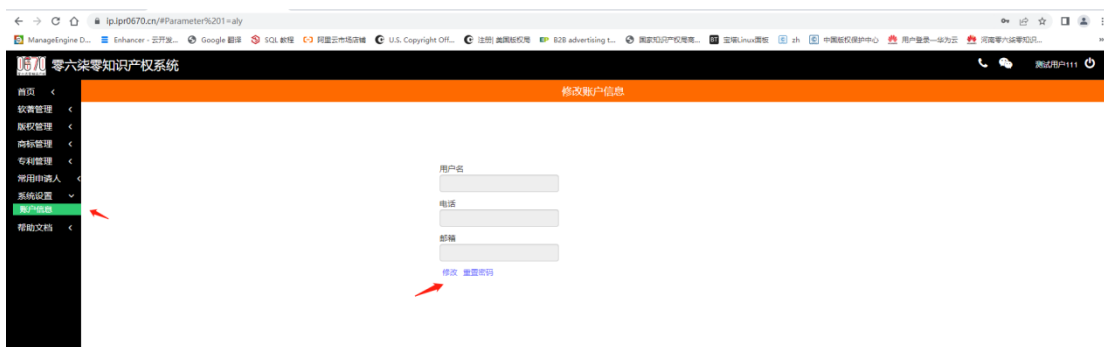 ip.ipr0670.cn/#Parameter%201=aly
ManageEngine D... Enhancer - 云开发... Google 翻译 SQL 教程 阿里云市场店铺 U.S. Copyright Off... 注册 | 美国版权局 B2B advertising t... 国家知识产权局商... 宝塔Linux面板 zh 中国版权保护中心 用户登录—华为云 河南零六柒零知识...
0670 零六柒零知识产权系统 测试用户111
首页
修改账户信息
软著管理
版权管理
商标管理
专利管理
常用申请人
系统设置
账户信息
帮助文档
用户名
电话
邮箱
修改 重置密码